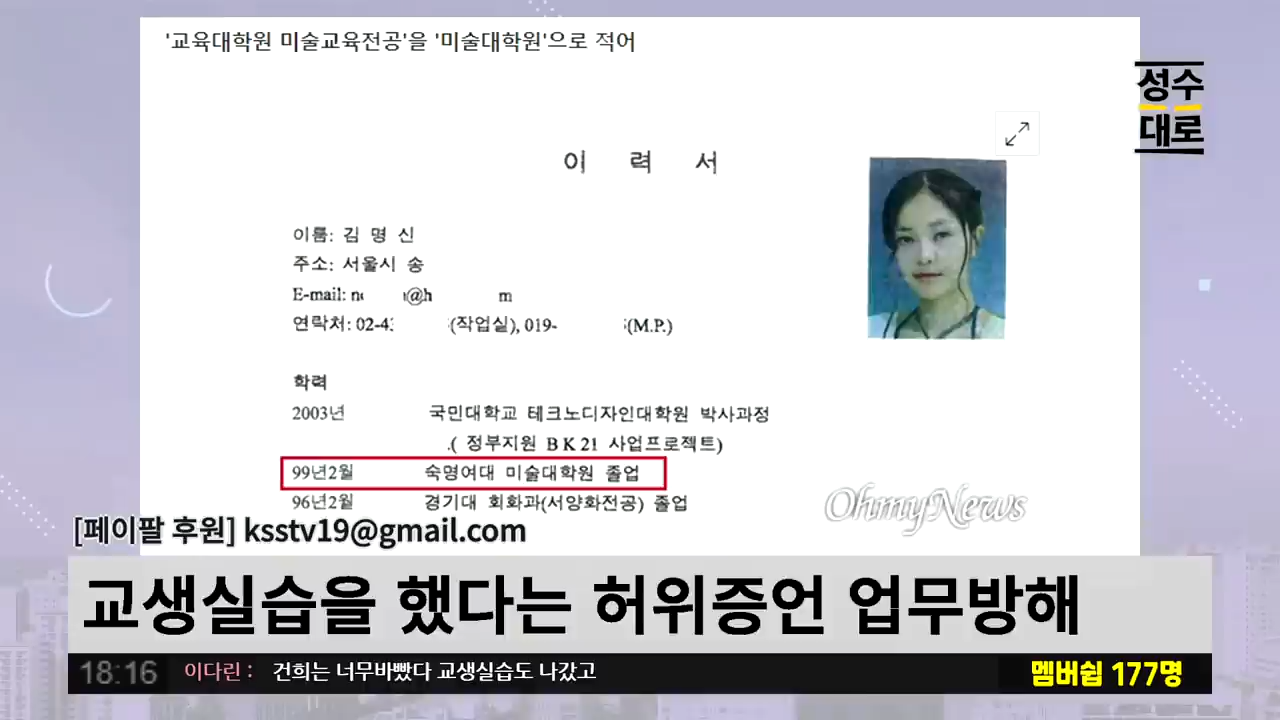 '교육대학원 미술교육전공'을 '미술대학원'으로 적어
성수
대로
이 력 서
이름: 김 명 신
주소: 서울시 송
E-mail: @h m
연락처: 02-43 (작업실), 019- (M.P.)
학력
2003년 국민대학교 테크노디자인대학원 박사과정
.( 정부지원 BK21 사업프로젝트)
99년2월 숙명여대 미술대학원 졸업
96년2월 경기대 회화과(서양화전공) 졸업
OhmyNews
[페이팔 후원] ksstv19@gmail.com
교생실습을 했다는 허위증언 업무방해
18:16 이다린 : 건희는 너무바빴다 교생실습도 나갔고 멤버쉽 177명